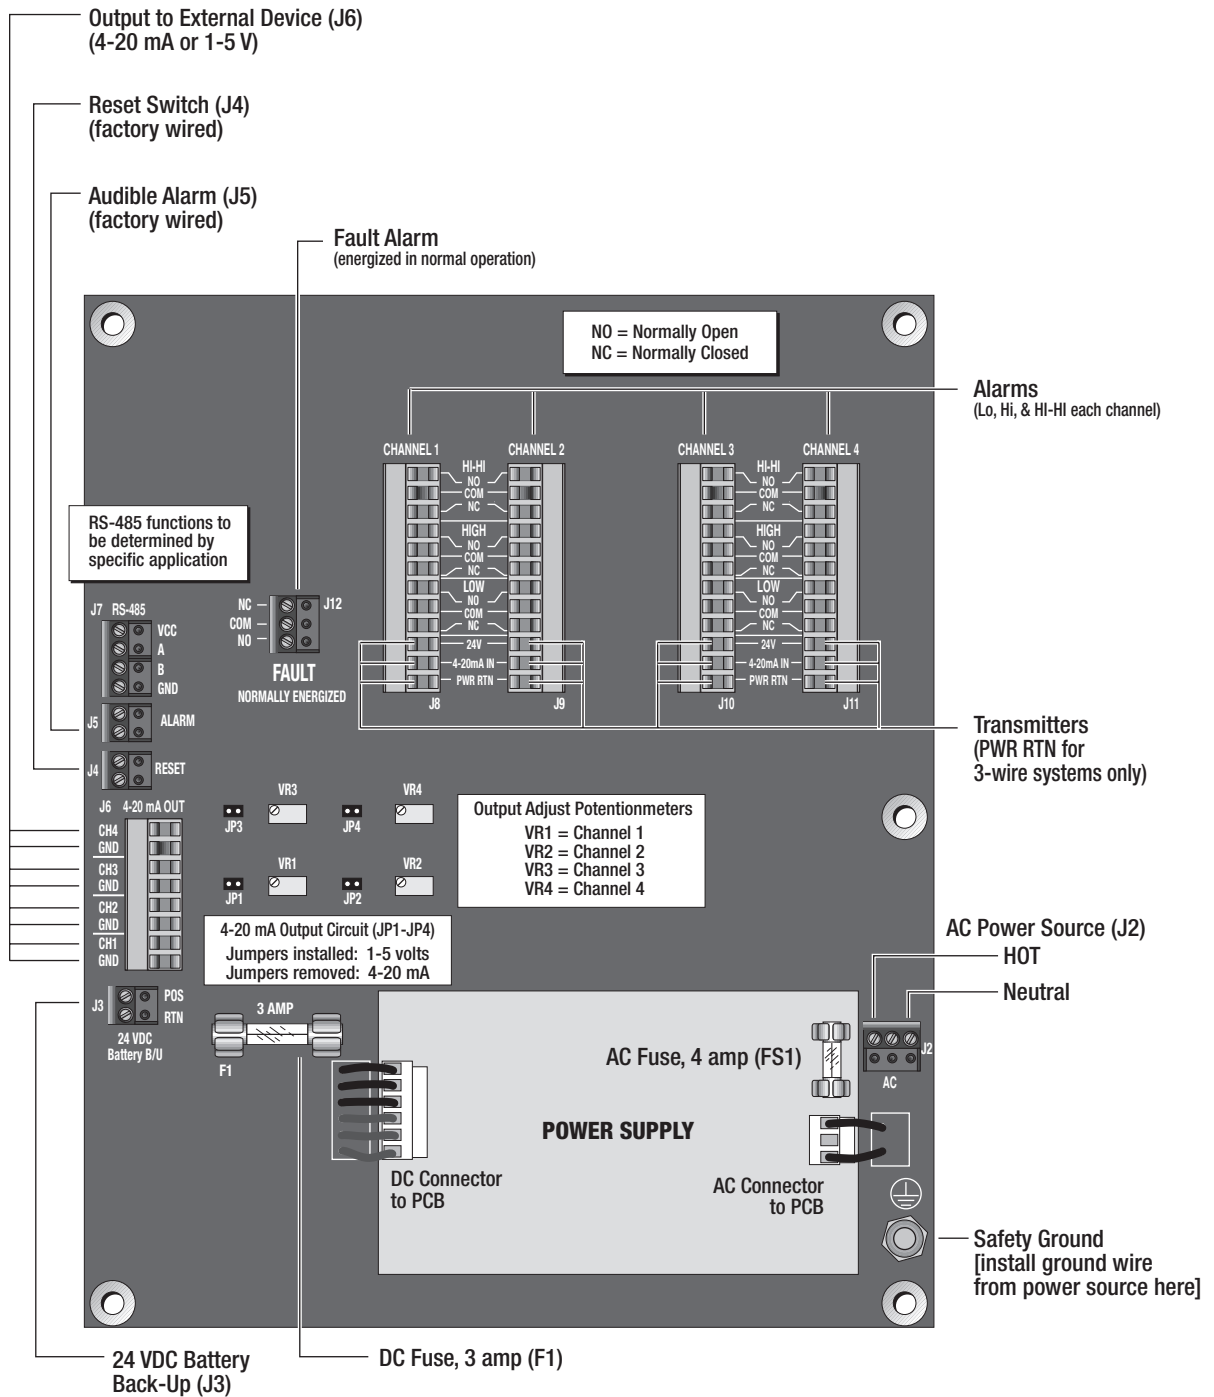 Output to External Device (J6)
(4-20 mA or 1-5 V)
Reset Switch (J4)
(factory wired)
Audible Alarm (J5)
(factory wired)
Fault Alarm
(energized in normal operation)
NO = Normally Open
NC = Normally Closed
Alarms
(Lo, Hi, & HI-HI each channel)
CHANNEL 1
CHANNEL 2
CHANNEL 3
CHANNEL 4
HI-HI
NO
COM
NC
HIGH
NO
COM
NC
LOW
NO
COM
NC
24V
4-20mA IN
PWR RTN
J8
J9
HI-HI
NO
COM
NC
HIGH
NO
COM
NC
LOW
NO
COM
NC
24V
4-20mA IN
PWR RTN
J10
J11
RS-485 functions to
be determined by
specific application
J7 RS-485
VCC
A
B
GND
NC
COM
NO
J12
FAULT
NORMALLY ENERGIZED
J5
ALARM
J4
RESET
Transmitters
(PWR RTN for
3-wire systems only)
J6 4-20 mA OUT
CH4
GND
CH3
GND
CH2
GND
CH1
GND
VR3
VR4
JP3
JP4
VR1
VR2
JP1
JP2
Output Adjust Potentionmeters
VR1 = Channel 1
VR2 = Channel 2
VR3 = Channel 3
VR4 = Channel 4
4-20 mA Output Circuit (JP1-JP4)
Jumpers installed: 1-5 volts
Jumpers removed: 4-20 mA
AC Power Source (J2)
HOT
Neutral
J3
POS
RTN
24 VDC
Battery B/U
3 AMP
F1
AC Fuse, 4 amp (FS1)
J2
AC
POWER SUPPLY
DC Connector
to PCB
AC Connector
to PCB
Safety Ground
[install ground wire
from power source here]
24 VDC Battery
Back-Up (J3)
DC Fuse, 3 amp (F1)